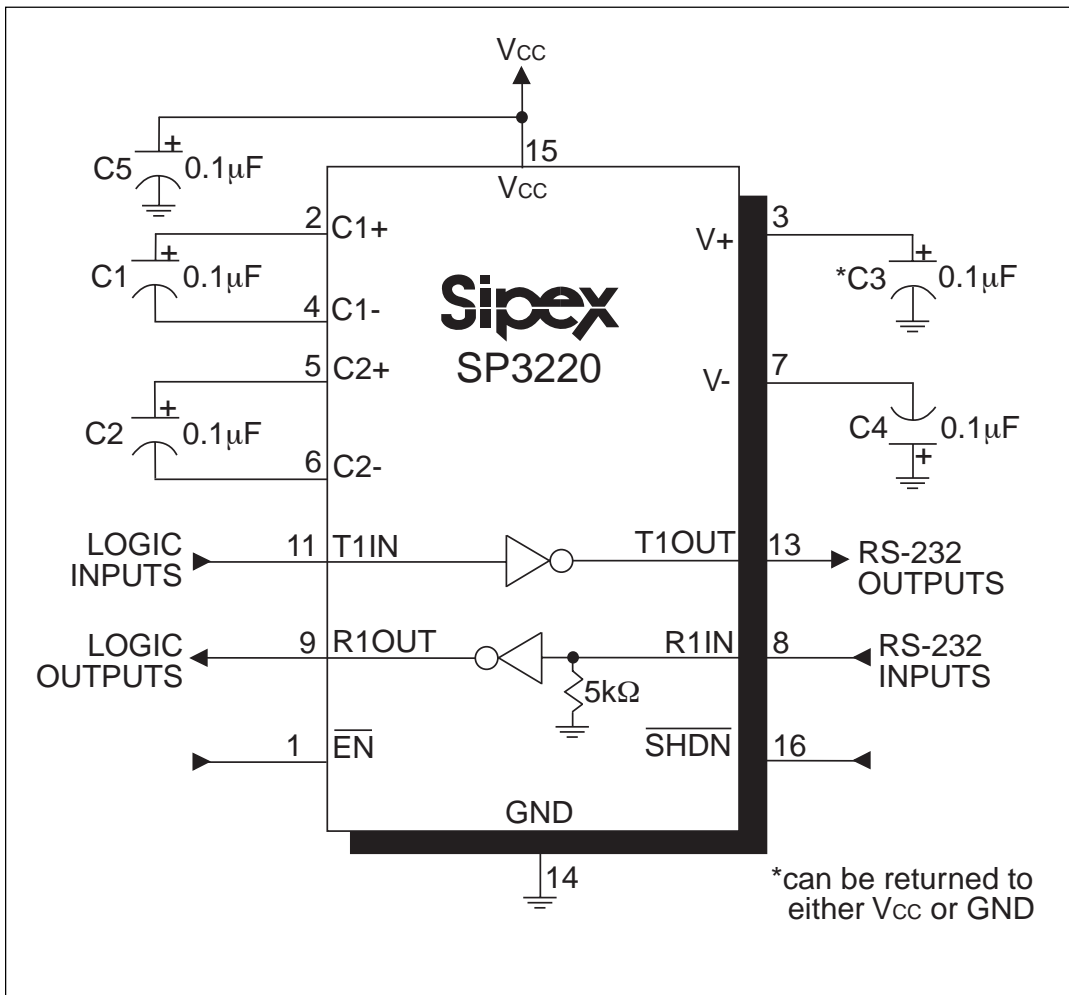 Vcc
15
Vcc
C5 + 0.1μF
2 C1+
C1 + 0.1μF
4 C1-
5 C2+
C2 + 0.1μF
6 C2-
V+ 3
*C3 + 0.1μF
V- 7
C4 0.1μF
+
Sipex
SP3220
LOGIC
INPUTS
11 T1IN
T1OUT 13
RS-232
OUTPUTS
LOGIC
OUTPUTS
9 R1OUT
R1IN 8
RS-232
INPUTS
5kΩ
1 EN
SHDN 16
GND
14
*can be returned to
either Vcc or GND